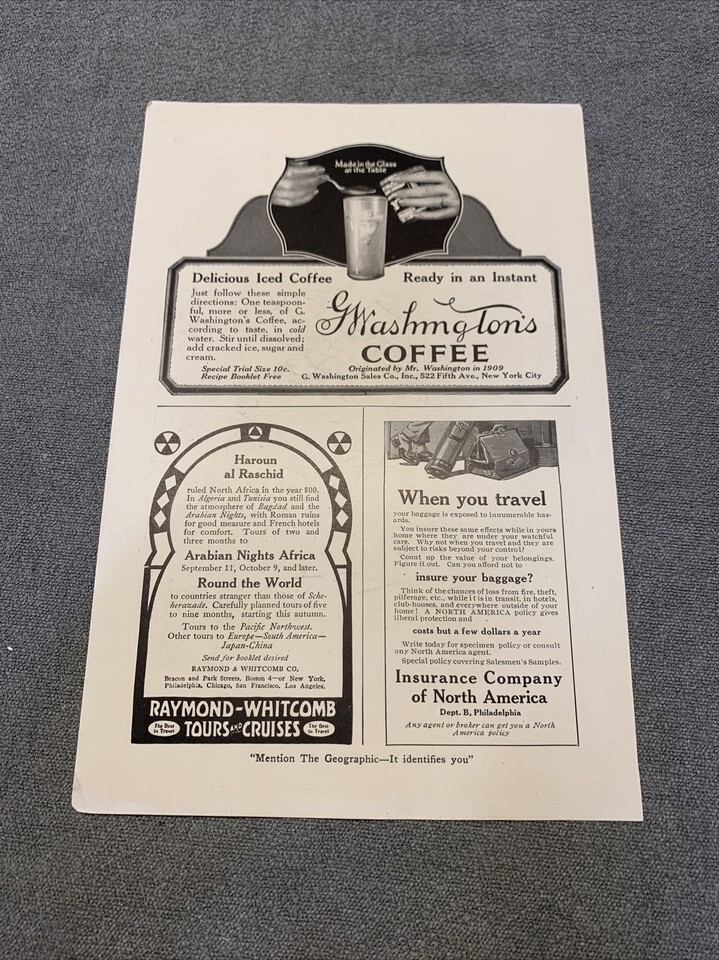 Made in the Glass
at the Table
Delicious Iced Coffee
Ready in an Instant
Just follow these simple
directions: One teaspoon-
ful, more or less, of G.
Washington's Coffee, ac-
cording to taste, in cold
water. Stir until dissolved;
add cracked ice, sugar and
cream.
G Washington's
COFFEE
Special Trial Size 10c.
Recipe Booklet Free
Originated by Mr. Washington in 1909
G. Washington Sales Co., Inc., 522 Fifth Ave., New York City
Haroun
al Raschid
ruled North Africa in the year 800.
In Algeria and Tunisia you still find
the atmosphere of Bagdad and the
Arabian Nights, with Roman ruins
for good measure and French hotels
for comfort. Tours of two and
three months to
Arabian Nights Africa
September 11, October 9, and later.
Round the World
to countries stranger than those of Sche-
herazade. Carefully planned tours of five
to nine months, starting this autumn.
Tours to the Pacific Northwest.
Other tours to Europe—South America—
Japan-China
Send for booklet desired
RAYMOND & WHITCOMB CO.
Beacon and Park Streets, Boston 4—or New York,
Philadelphia, Chicago, San Francisco, Los Angeles.
RAYMOND-WHITCOMB
The Best
in Travel
TOURS AND CRUISES
The Best
in Travel
When you travel
your baggage is exposed to innumerable haz-
ards.
You insure these same effects while in yours
home where they are under your watchful
care. Why not when you travel and they are
subject to risks beyond your control?
Count up the value of your belongings.
Figure it out. Can you afford not to
insure your baggage?
Think of the chances of loss from fire, theft,
pilferage, etc., while it is in transit, in hotels,
club-houses, and everywhere outside of your
home! A NORTH AMERICA policy gives
liberal protection and
costs but a few dollars a year
Write today for specimen policy or consult
any North America agent.
Special policy covering Salesmen's Samples.
Insurance Company
of North America
Dept. B, Philadelphia
Any agent or broker can get you a North
America policy
"Mention The Geographic—It identifies you"